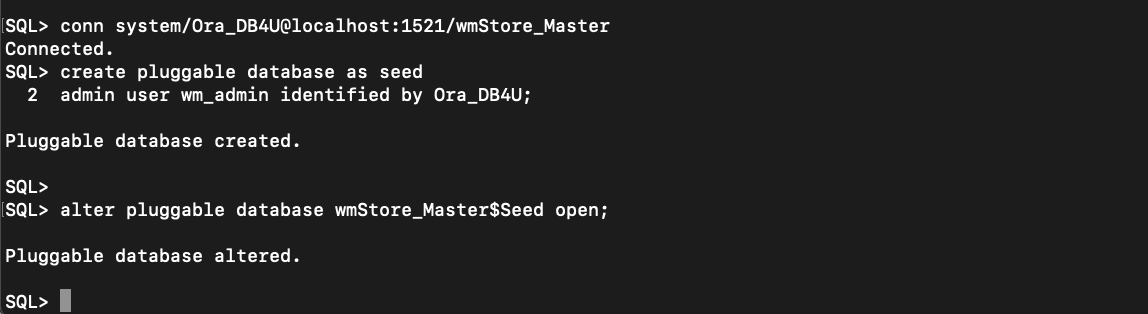 SQL> conn system/Ora_DB4U@localhost:1521/wmStore_Master
Connected.
SQL> create pluggable database as seed
  2  admin user wm_admin identified by Ora_DB4U;
Pluggable database created.
SQL>
SQL> alter pluggable database wmStore_Master$Seed open;
Pluggable database altered.
SQL>